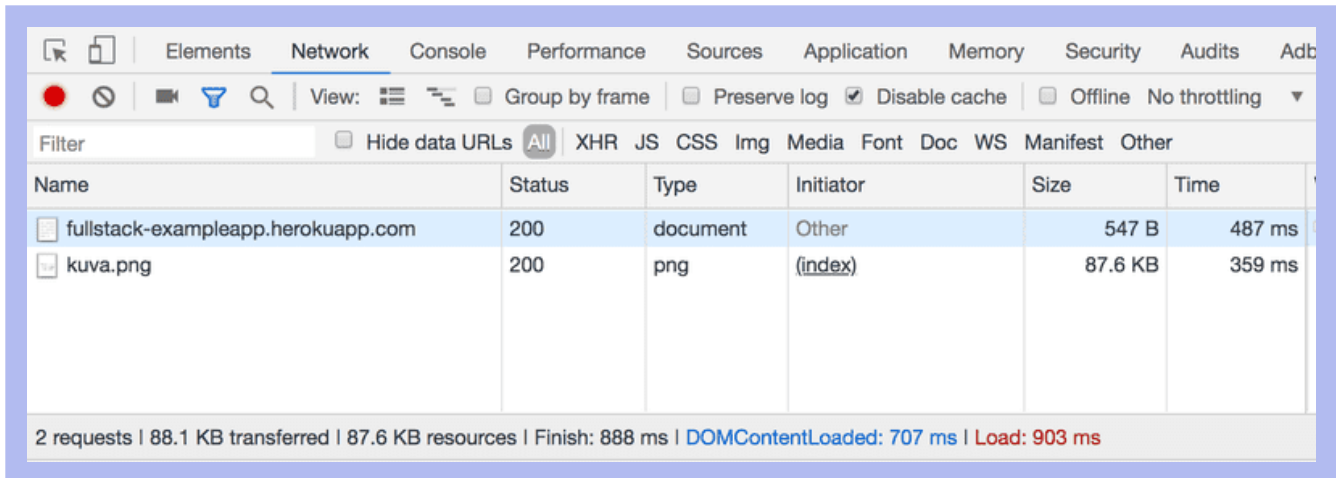 Elements Network Console Performance Sources Application Memory Security Audits Adb
View: Group by frame Preserve log Disable cache Offline No throttling
Filter Hide data URLs All XHR JS CSS Img Media Font Doc WS Manifest Other
Name Status Type Initiator Size Time
fullstack-exampleapp.herokuapp.com 200 document Other 547 B 487 ms
kuva.png 200 png (index) 87.6 KB 359 ms
2 requests | 88.1 KB transferred | 87.6 KB resources | Finish: 888 ms | DOMContentLoaded: 707 ms | Load: 903 ms